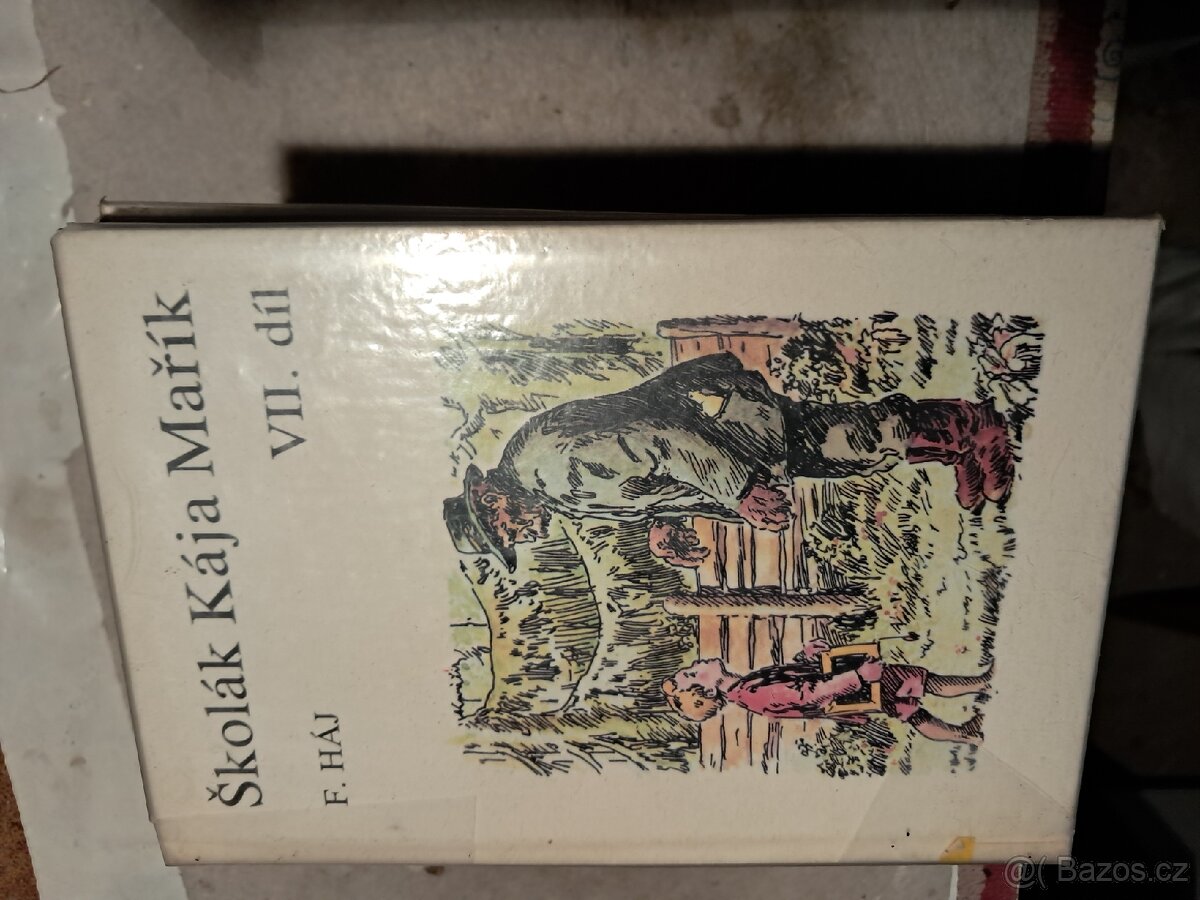 Školák Kája Mařík
VII. díl
F. HÁJ
@( Bazos.cz